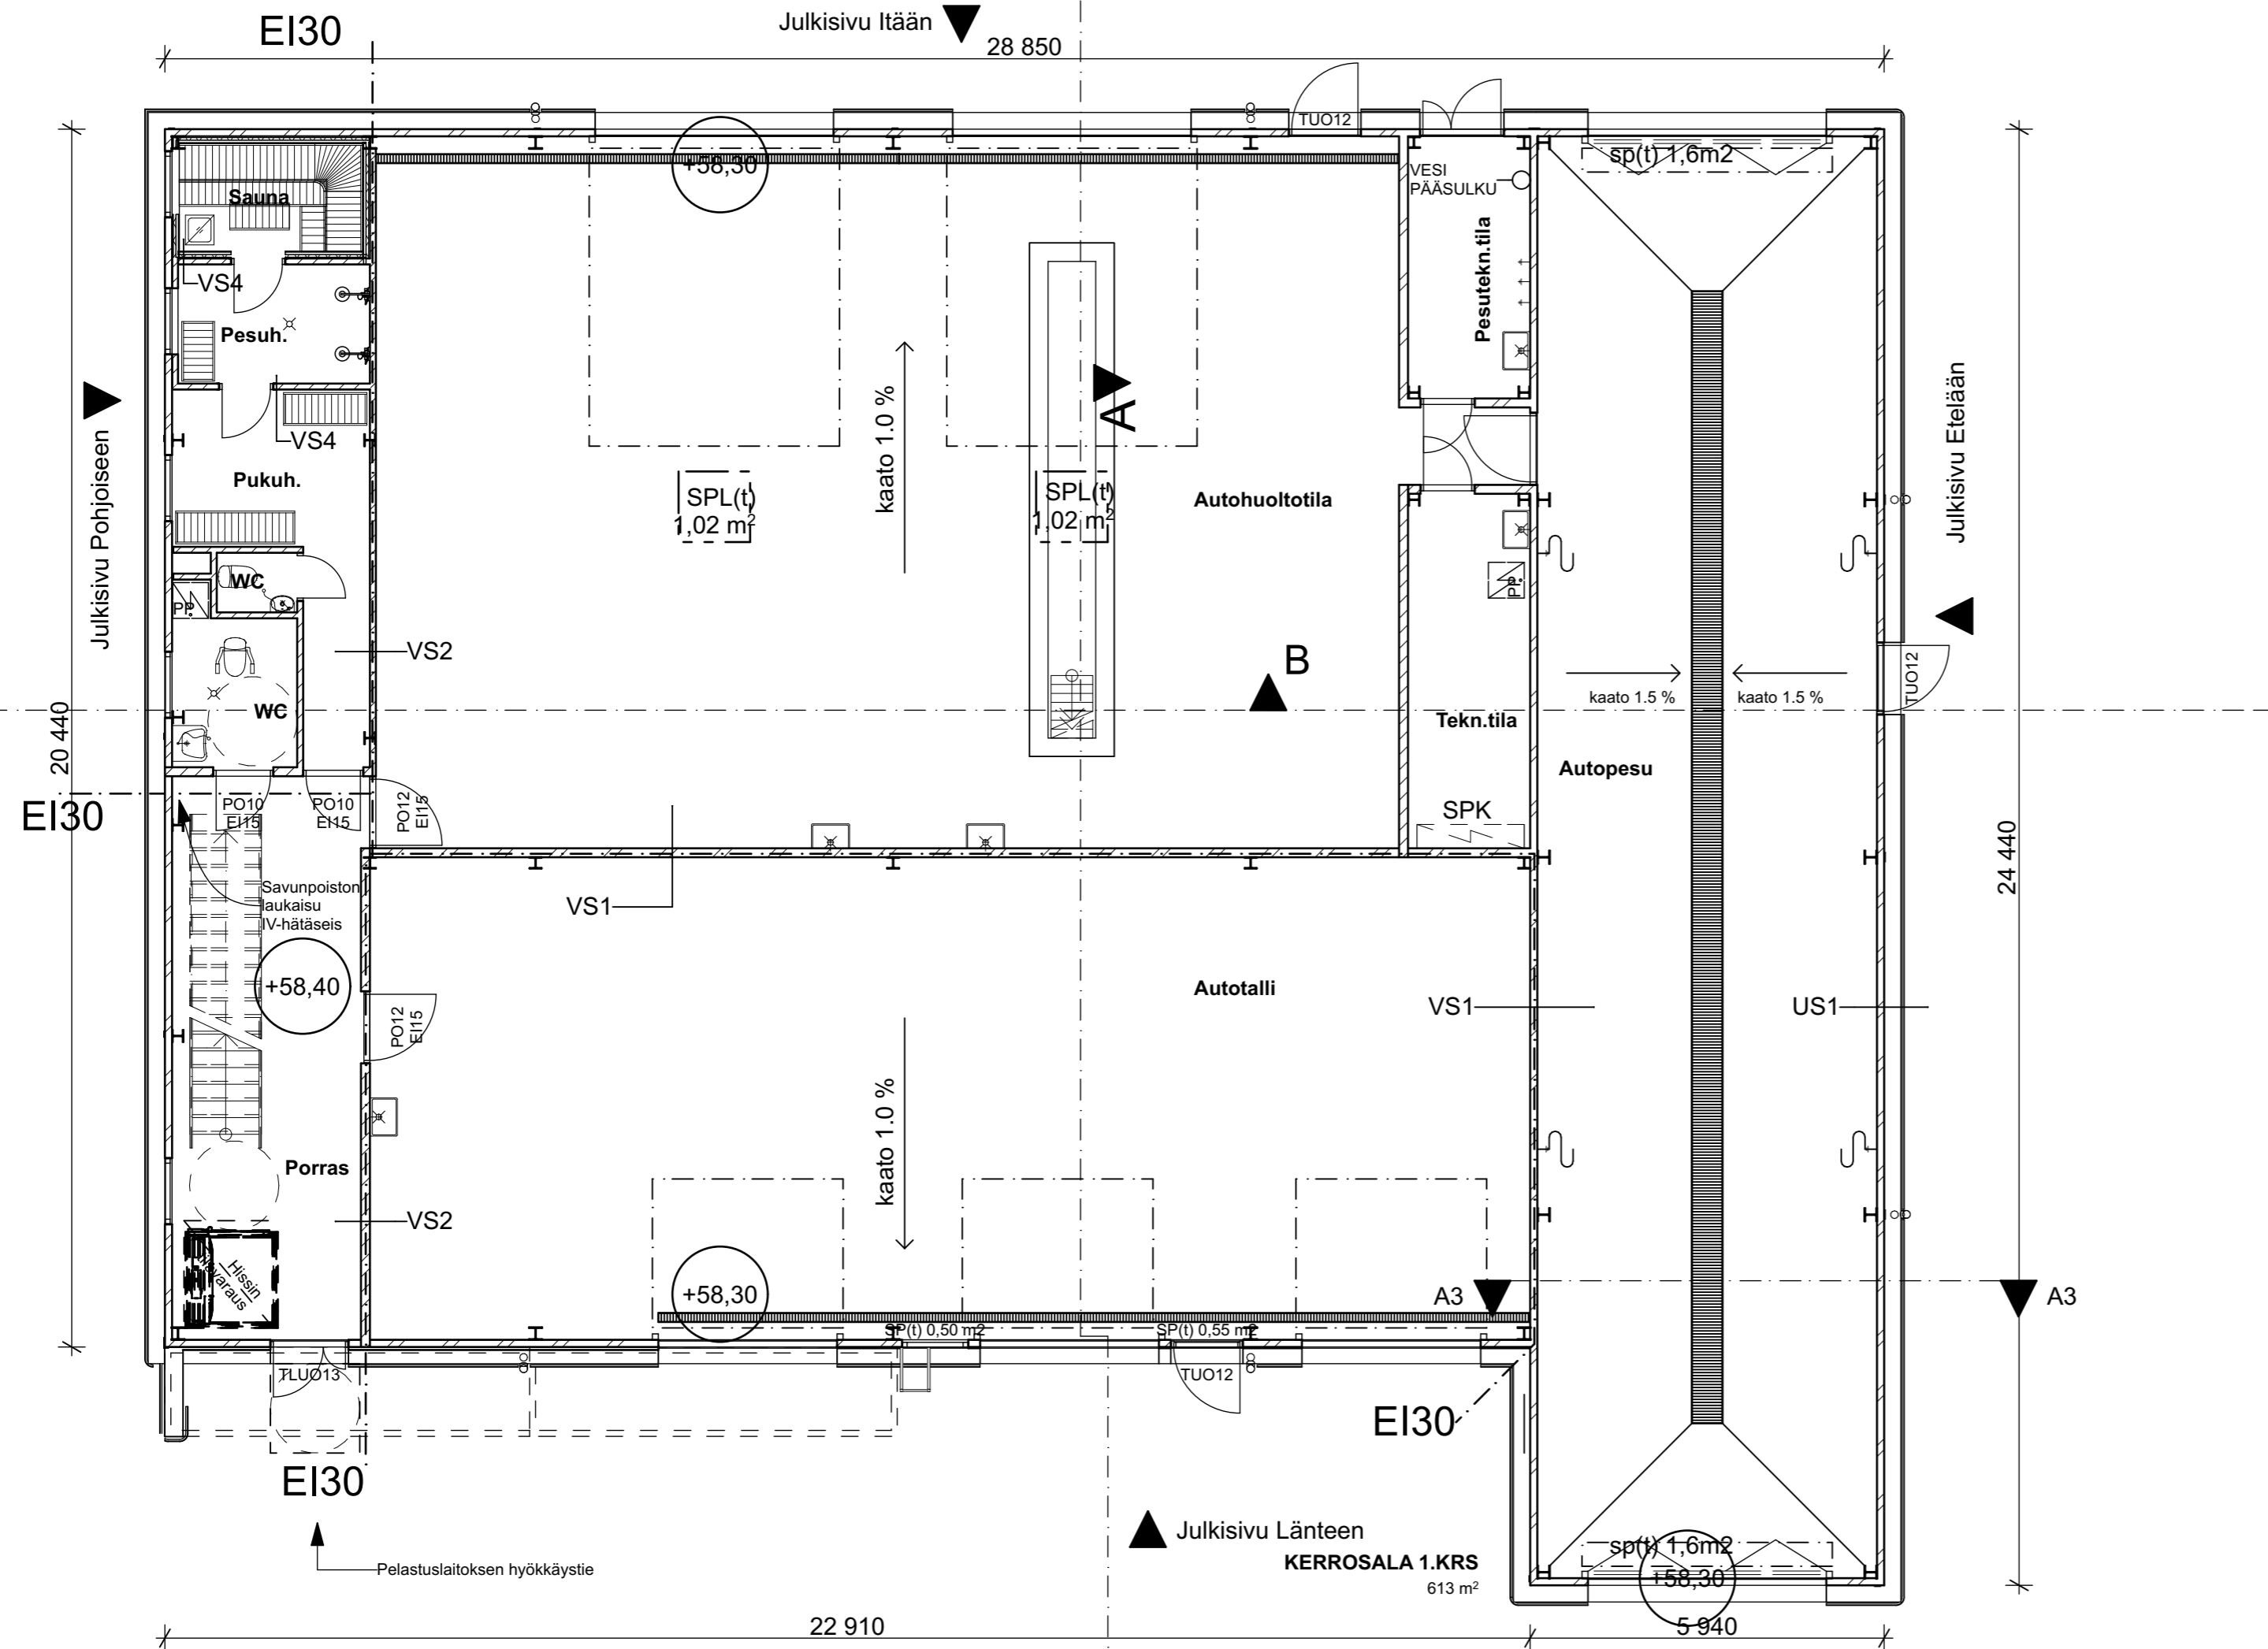 EI30
Julkisivu Itään
28 850
TUO12
+58,30
sp(t) 1,6m2
VESI
PÄÄSULKU
Sauna
Pesutekn.tila
VS4
Pesuh.
A
Julkisivu Pohjoiseen
Julkisivu Etelään
kaato 1.0 %
VS4
Pukuh.
SPL(t)
1,02 m²
SPL(t)
1,02 m²
Autohuoltotila
WC
PP.
PP.
VS2
B
TUO12
kaato 1.5 %
kaato 1.5 %
WC
Tekn.tila
20 440
Autopesu
EI30
PO10
EI15
PO10
EI15
PO12
EI15
SPK
24 440
Savunpoiston
laukaisu
IV-hätäseis
VS1
+58,40
Autotalli
VS1
US1
PO12
EI15
kaato 1.0 %
Porras
VS2
Hissin
tilavaraus
+58,30
A3
A3
SP(t) 0,50 m2
SP(t) 0,55 m2
TLUO13
TUO12
EI30
EI30
Julkisivu Länteen
KERROSALA 1.KRS
613 m²
sp(t) 1,6m2
+58,30
Pelastuslaitoksen hyökkäystie
22 910
5 940